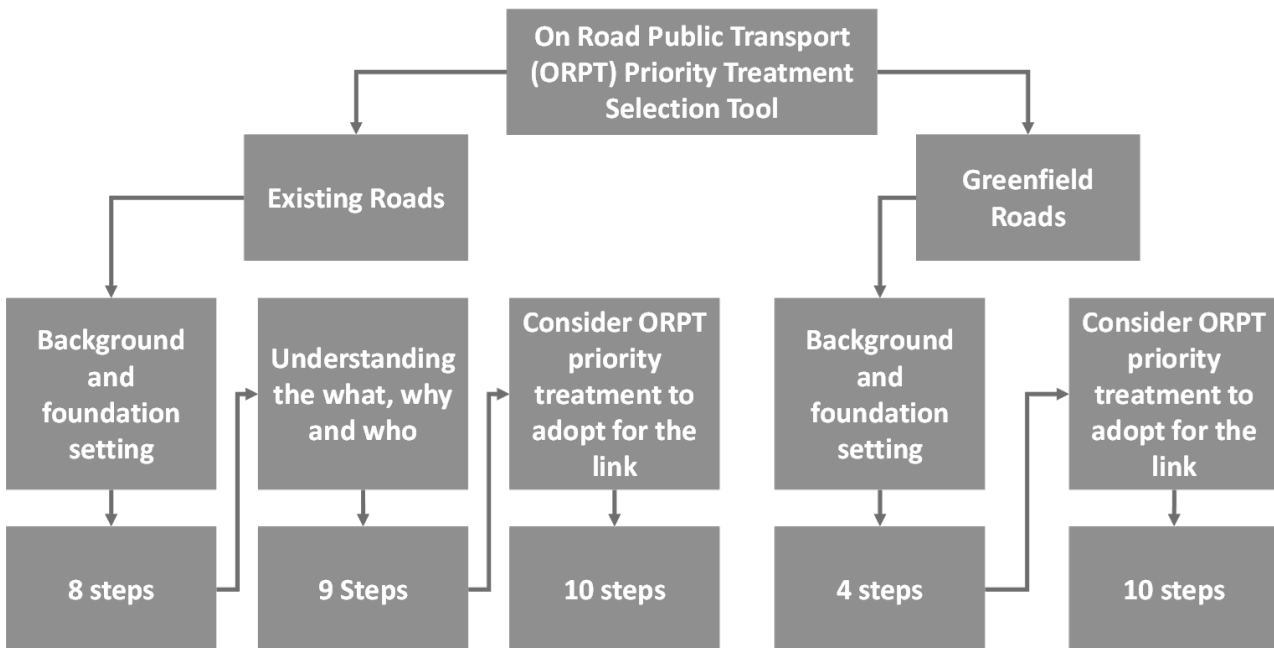 On Road Public Transport
(ORPT) Priority Treatment
Selection Tool
Existing Roads
Greenfield
Roads
Background
and
foundation
setting
Understanding
the what, why
and who
Consider ORPT
priority
treatment to
adopt for the
link
Background
and
foundation
setting
Consider ORPT
priority
treatment to
adopt for the
link
8 steps
9 Steps
10 steps
4 steps
10 steps